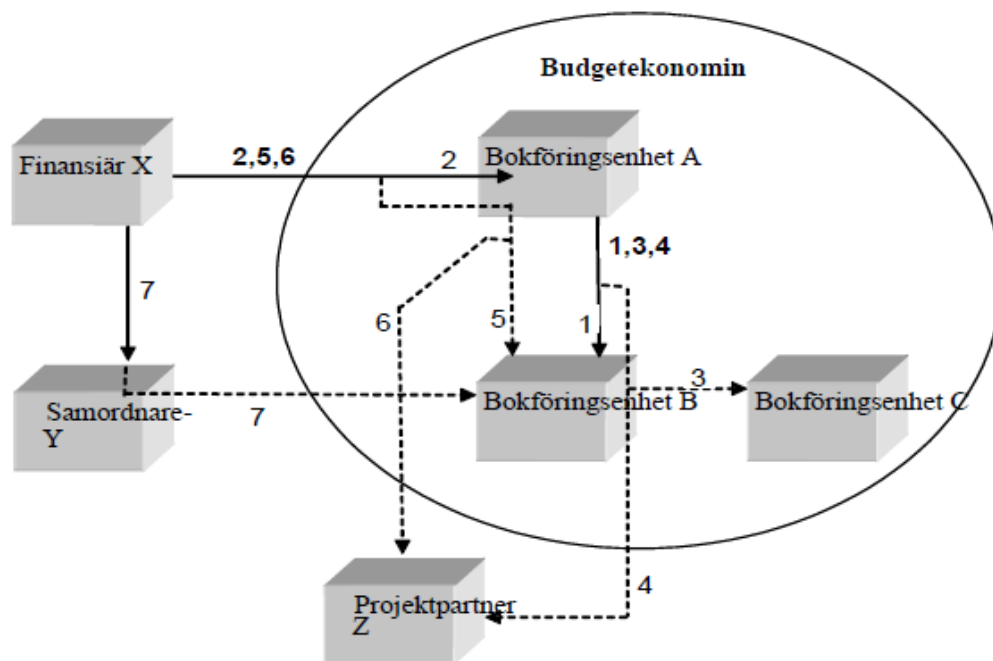 Budgetekonomin
Finansiär X
2,5,6
2
Bokföringsenhet A
1,3,4
7
6
5
1
3
Samordnare-
Y
7
Bokföringsenhet B
Bokföringsenhet C
4
Projektpartner
Z